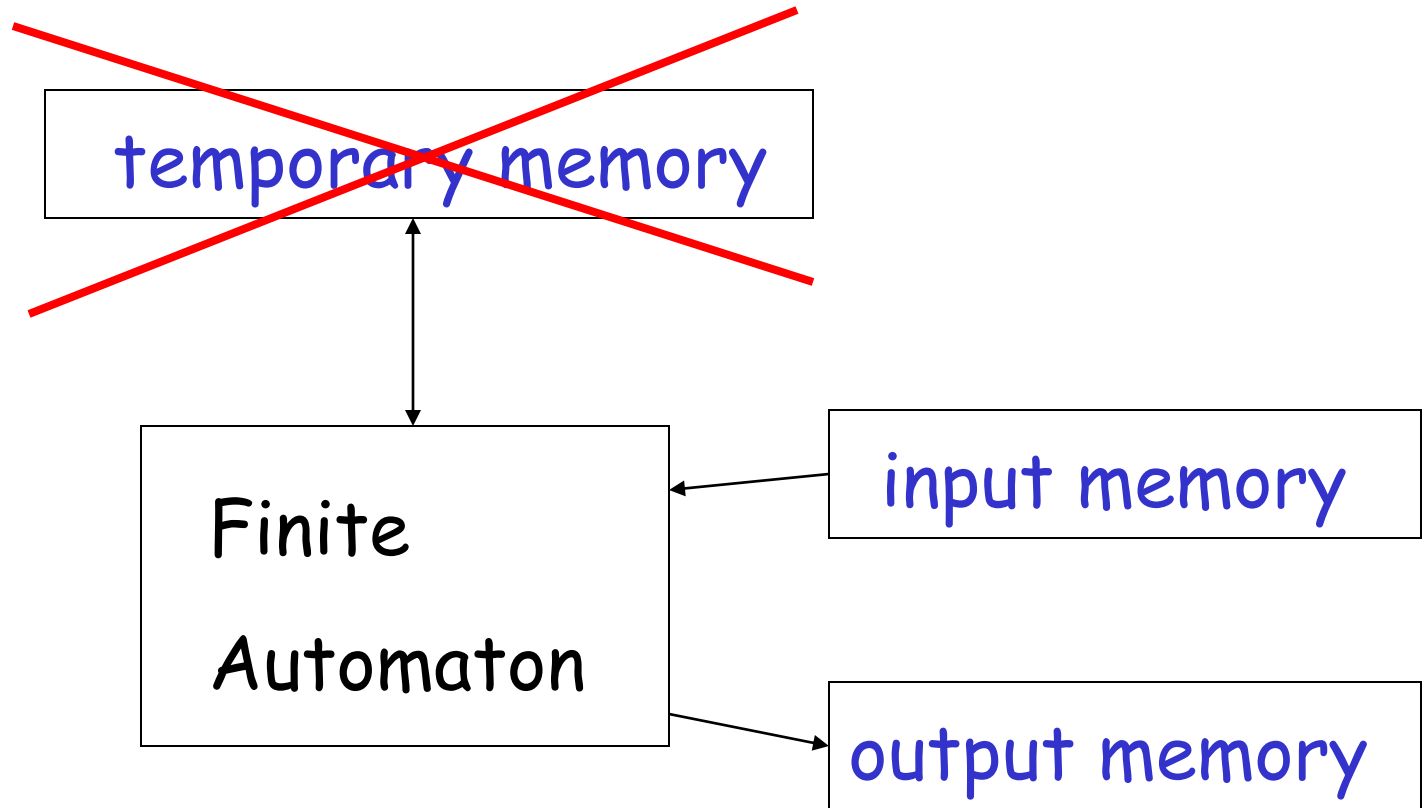 temporary memory
input memory
Finite
Automaton
output memory